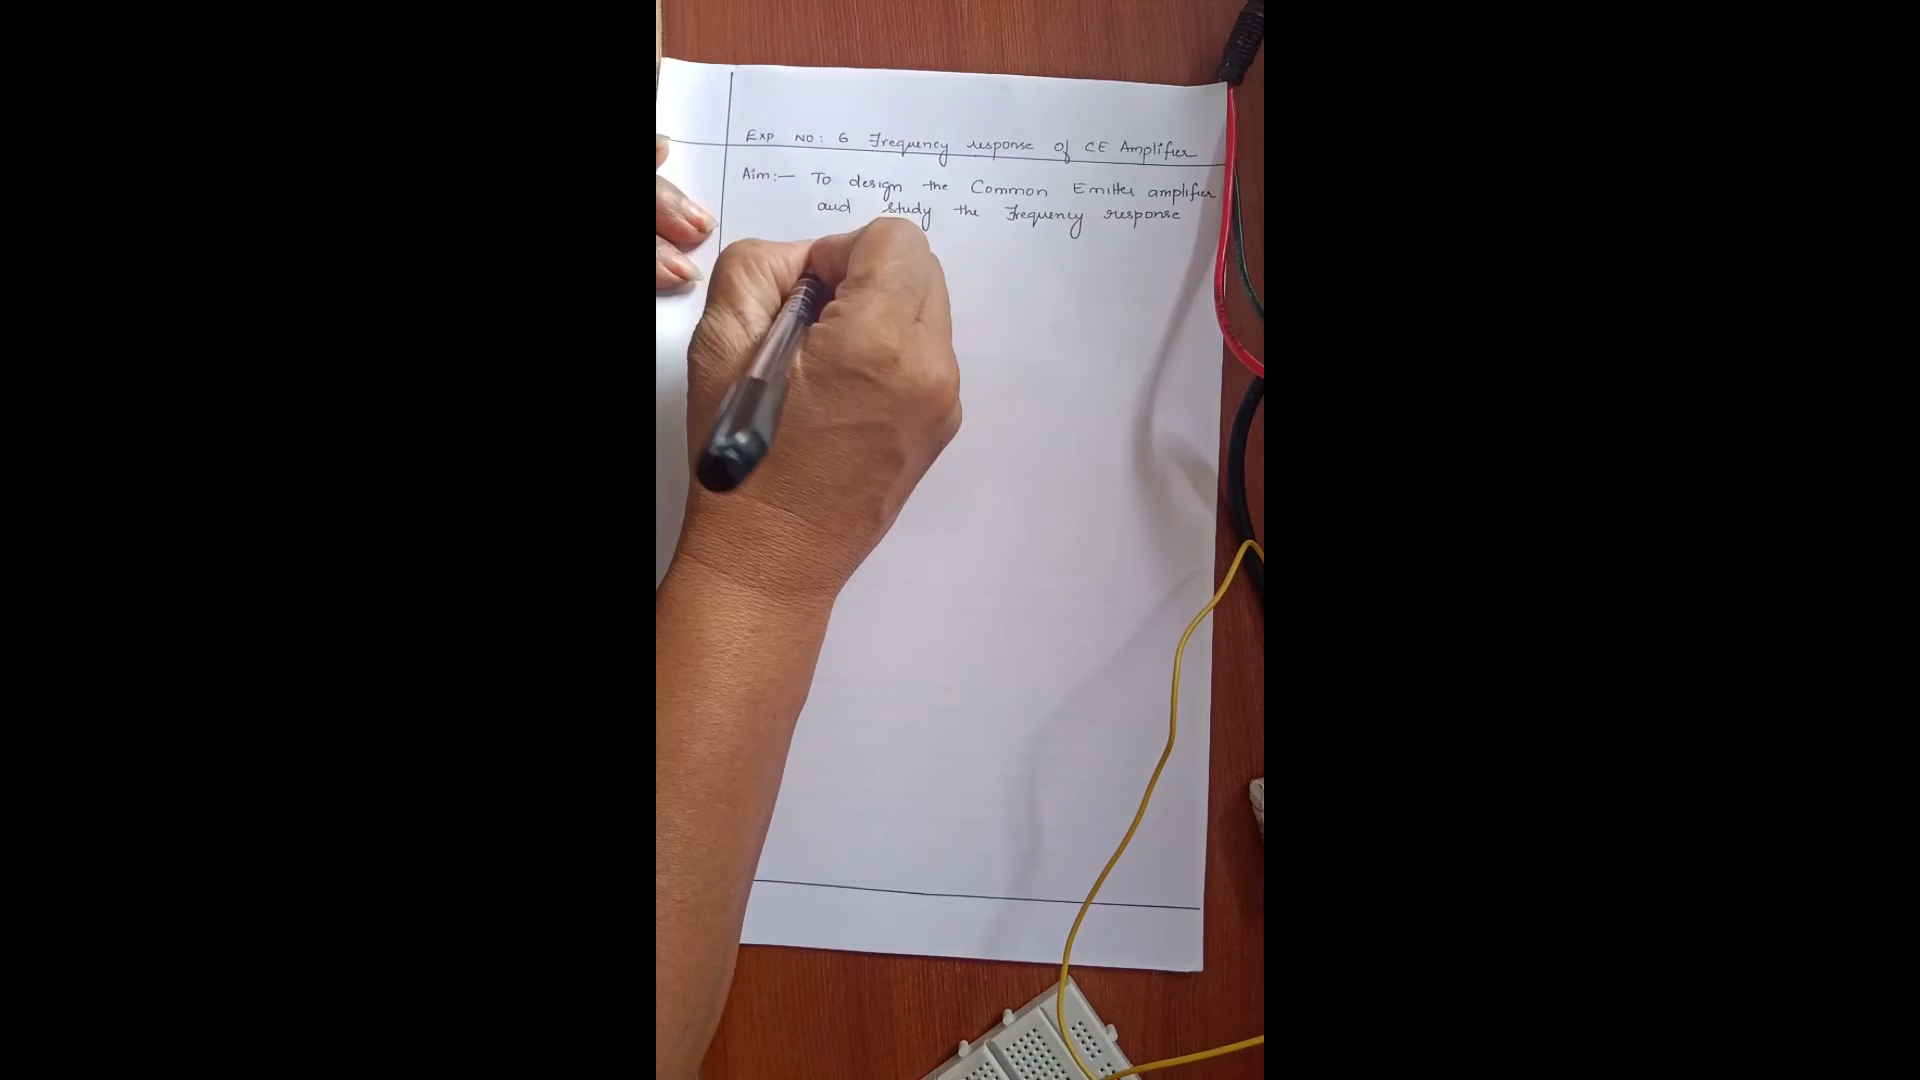 Exp NO: 6 Frequency response of CE Amplifier
Aim:— To design the Common Emitter amplifier
and study the Frequency response